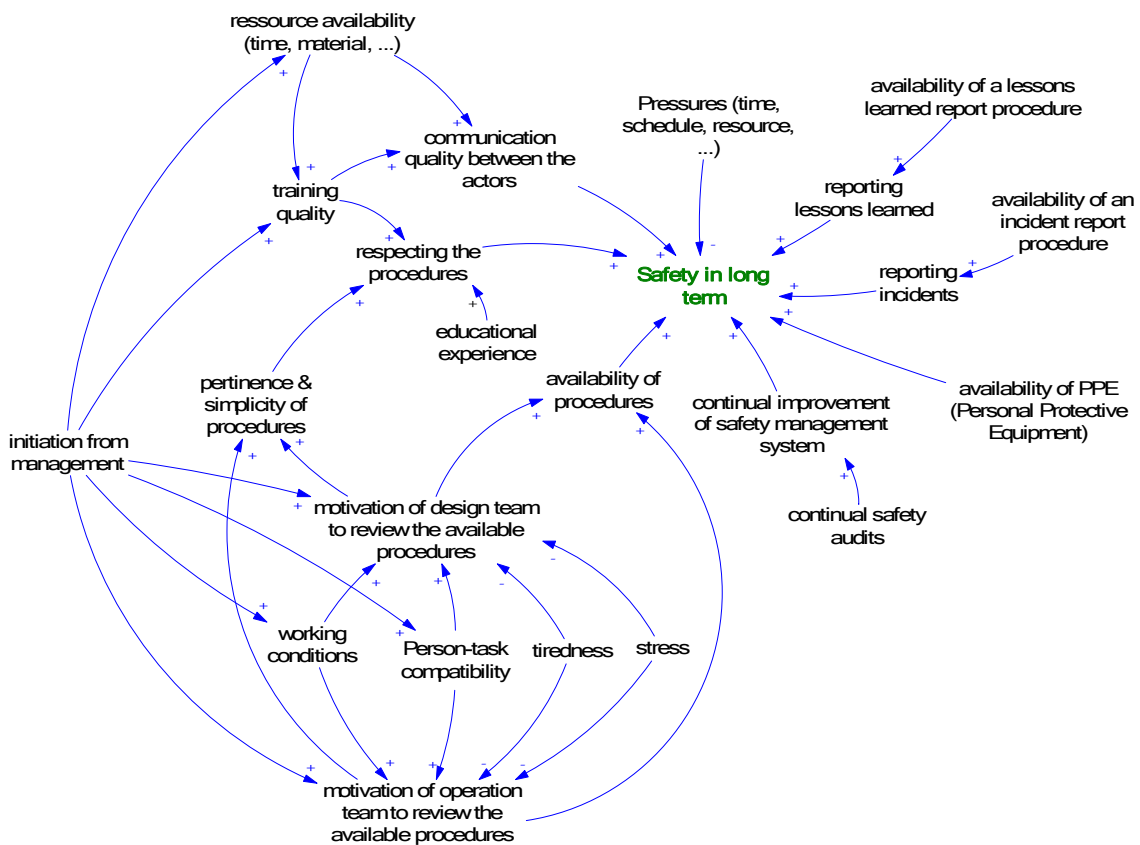 ressource availability
(time, material, ...)
Pressures (time,
schedule, resource,
...)
availability of a lessons
learned report procedure
communication
quality between the
actors
training
quality
reporting
lessons learned
availability of an
incident report
procedure
respecting the
procedures
Safety in long
term
reporting
incidents
educational
experience
pertinence &
simplicity of
procedures
availability of
procedures
continual improvement
of safety management
system
availability of PPE
(Personal Protective
Equipment)
initiation from
management
motivation of design team
to review the available
procedures
continual safety
audits
working
conditions
Person-task
compatibility
tiredness
stress
motivation of operation
team to review the
available procedures